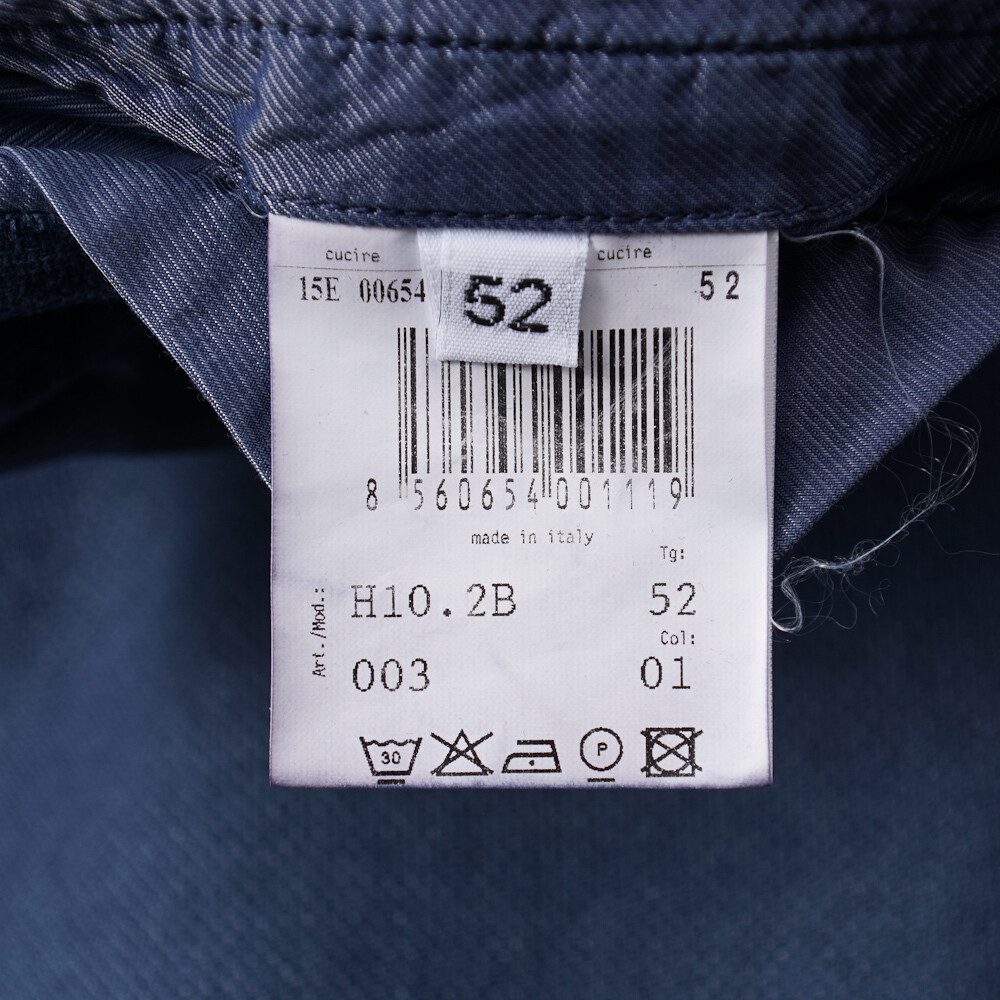 cucire cucire
15E 00654 52
52
8 560654 001119
made in italy
Tg:
Art./Mod.: H10.2B 52
Col:
003 01
30 P